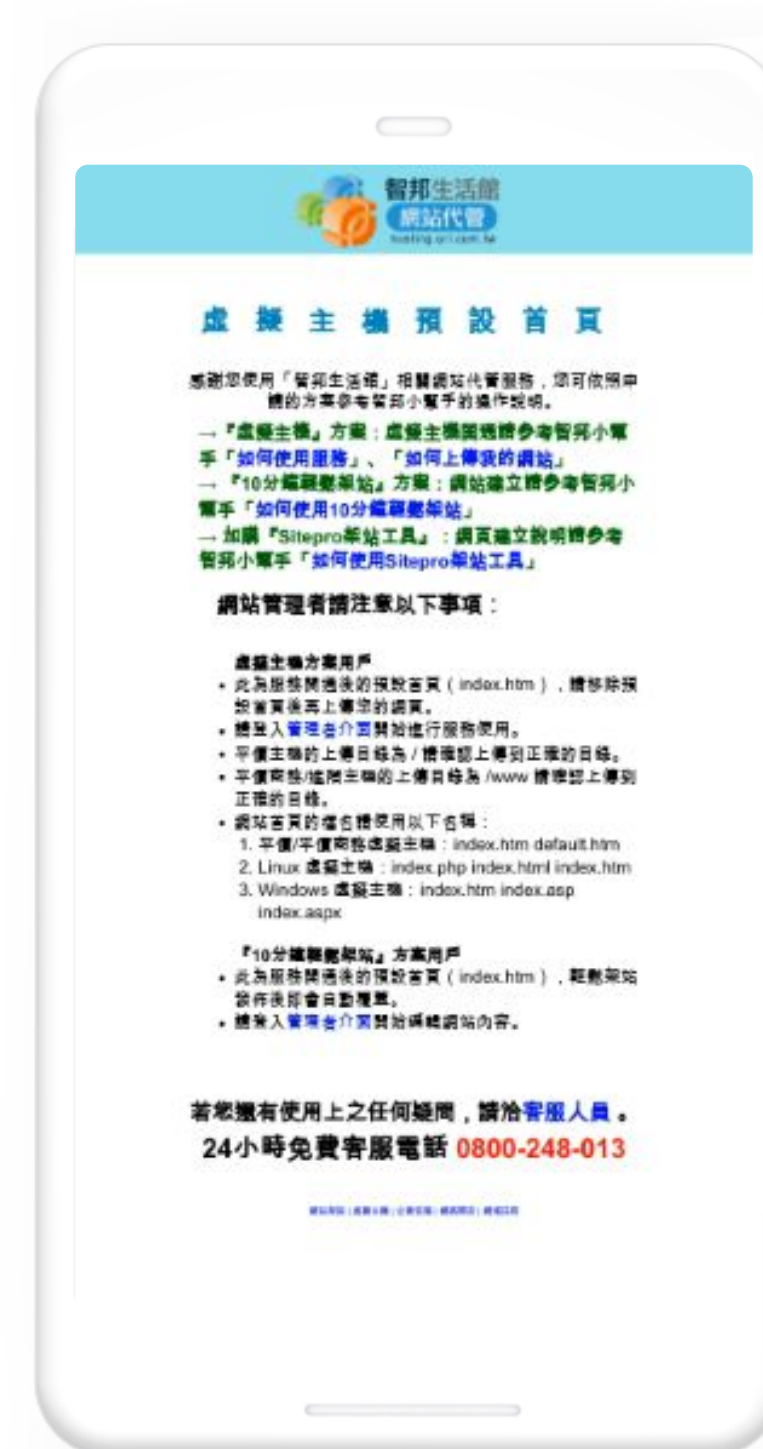 智邦生活館
網站代管
hosting.url.com.tw
虛擬主機預設首頁
感謝您使用「智邦生活館」相關網站代管服務，您可依照申
請的方案參考智邦小幫手的操作說明。
→『虛擬主機』方案：虛擬主機開通請參考智邦小幫
手「如何使用服務」、「如何上傳我的網站」
→『10分鐘輕鬆架站』方案：網站建立請參考智邦小
幫手「如何使用10分鐘輕鬆架站」
→ 加購『Sitepro架站工具』：網頁建立說明請參考
智邦小幫手「如何使用Sitepro架站工具」
網站管理者請注意以下事項：
虛擬主機方案用戶
• 此為服務開通後的預設首頁（index.htm），請移除預
設首頁後再上傳您的網頁。
• 請登入管理者介面開始進行服務使用。
• 平價主機的上傳目錄為 / 請確認上傳到正確的目錄。
• 平價商務/進階主機的上傳目錄為 /www 請確認上傳到
正確的目錄。
• 網站首頁的檔名請使用以下名稱：
1. 平價/平價商務虛擬主機：index.htm default.htm
2. Linux 虛擬主機：index.php index.html index.htm
3. Windows 虛擬主機：index.htm index.asp
index.aspx
『10分鐘輕鬆架站』方案用戶
• 此為服務開通後的預設首頁（index.htm），輕鬆架站
發佈後即會自動覆蓋。
• 請登入管理者介面開始編輯網站內容。
若您還有使用上之任何疑問，請洽客服人員。
24小時免費客服電話 0800-248-013